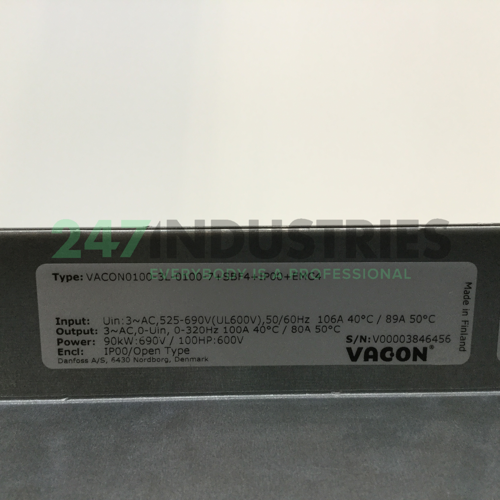 247INDUSTRIES
EVERYBODY'S
Type: VACON0100-3L-0100-7+SBF4+IP00+EMC4
Input: Uin:3~AC,525-690V(UL600V),50/60Hz 106A 40°C / 89A 50°C
Output: 3~AC,0-Uin, 0-320Hz 100A 40°C / 80A 50°C
Power: 90kW:690V / 100HP:600V
S/N:V00003846456
Encl: IP00/Open Type
Danfoss A/S, 6430 Nordborg, Denmark
VACON®
Made in Finland